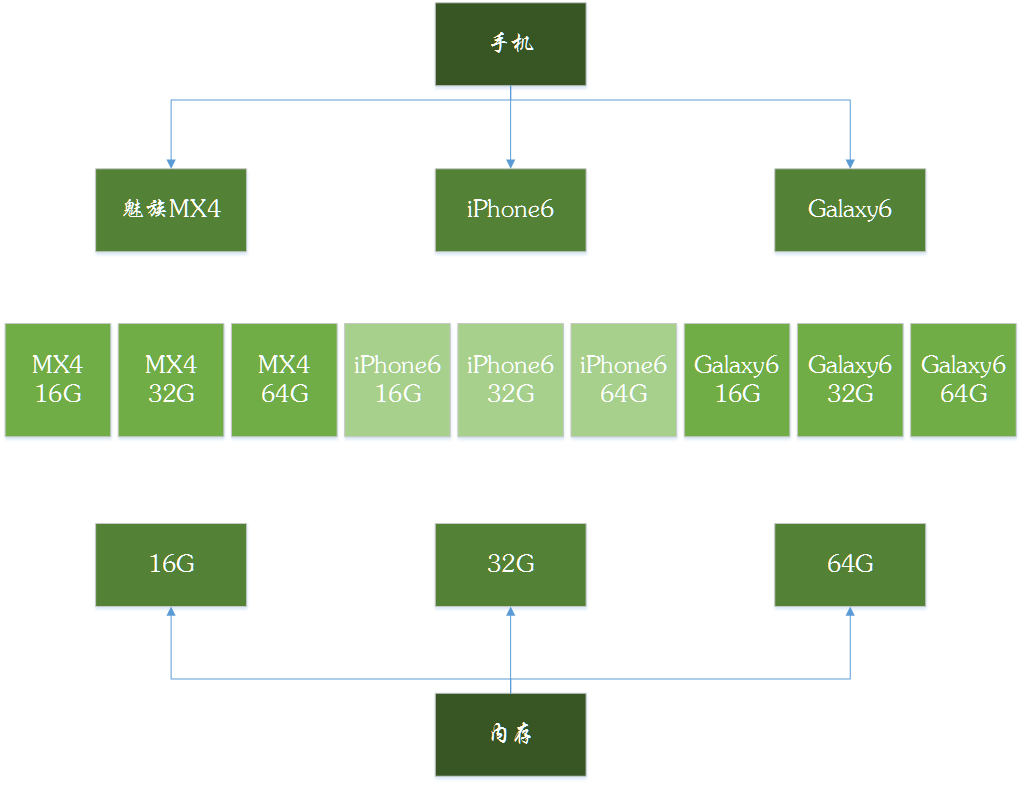 手机
魅族MX4
iPhone6
Galaxy6
MX4
16G
MX4
32G
MX4
64G
iPhone6
16G
iPhone6
32G
iPhone6
64G
Galaxy6
16G
Galaxy6
32G
Galaxy6
64G
16G
32G
64G
内存